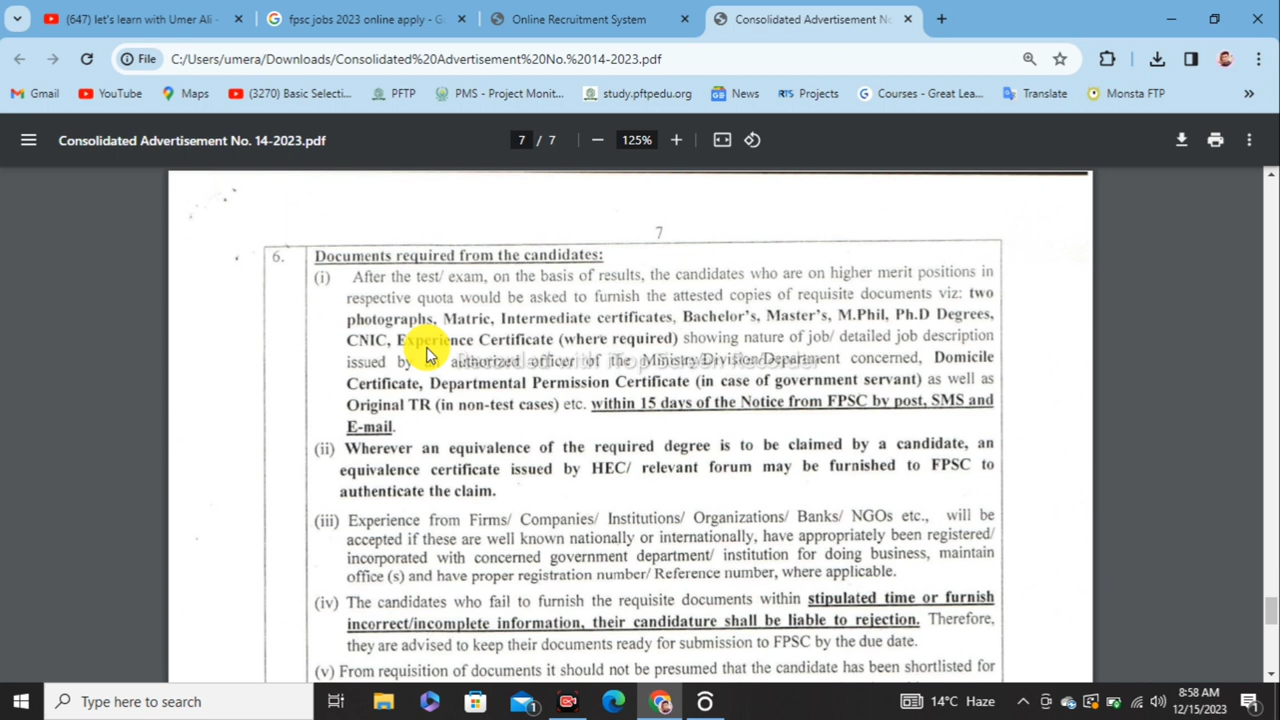 (647) let's learn with Umer Ali -
fpsc jobs 2023 online apply - G
Online Recruitment System
Consolidated Advertisement No
File
C:/Users/umera/Downloads/Consolidated%20Advertisement%20No.%2014-2023.pdf
Gmail
YouTube
Maps
(3270) Basic Selecti...
PFTP
PMS - Project Monit...
study.pftpedu.org
News
RTS Projects
Courses - Great Lea...
Translate
Monsta FTP
Consolidated Advertisement No. 14-2023.pdf
7 / 7
125%
7
6. Documents required from the candidates:
(i) After the test/ exam, on the basis of results, the candidates who are on higher merit positions in
respective quota would be asked to furnish the attested copies of requisite documents viz: two
photographs, Matric, Intermediate certificates, Bachelor's, Master's, M.Phil, Ph.D Degrees,
CNIC, Experience Certificate (where required) showing nature of job/ detailed job description
issued by authorized officer of the Ministry/Division/Department concerned, Domicile
Recorded with iTop Screen Recorder
Certificate, Departmental Permission Certificate (in case of government servant) as well as
Original TR (in non-test cases) etc. within 15 days of the Notice from FPSC by post, SMS and
E-mail.
(ii) Wherever an equivalence of the required degree is to be claimed by a candidate, an
equivalence certificate issued by HEC/ relevant forum may be furnished to FPSC to
authenticate the claim.
(iii) Experience from Firms/ Companies/ Institutions/ Organizations/ Banks/ NGOs etc., will be
accepted if these are well known nationally or internationally, have appropriately been registered/
incorporated with concerned government department/ institution for doing business, maintain
office (s) and have proper registration number/ Reference number, where applicable.
(iv) The candidates who fail to furnish the requisite documents within stipulated time or furnish
incorrect/incomplete information, their candidature shall be liable to rejection. Therefore,
they are advised to keep their documents ready for submission to FPSC by the due date.
(v) From requisition of documents it should not be presumed that the candidate has been shortlisted for
Type here to search
1
14°C Haze
8:58 AM
12/15/2023
1